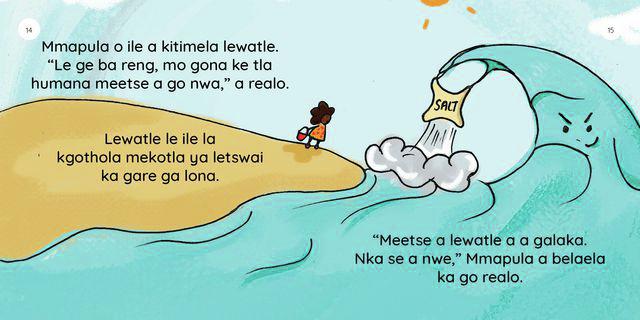 14
Mmapula o ile a kitimela lewatle.
“Le ge ba reng, mo gona ke tla
humana meetse a go nwa,” a realo.
Lewatle le ile la
kgothola mekotla ya letswai
ka gare ga lona.
15
SALT
“Meetse a lewatle a a galaka.
Nka se a nwe,” Mmapula a belaela
ka go realo.